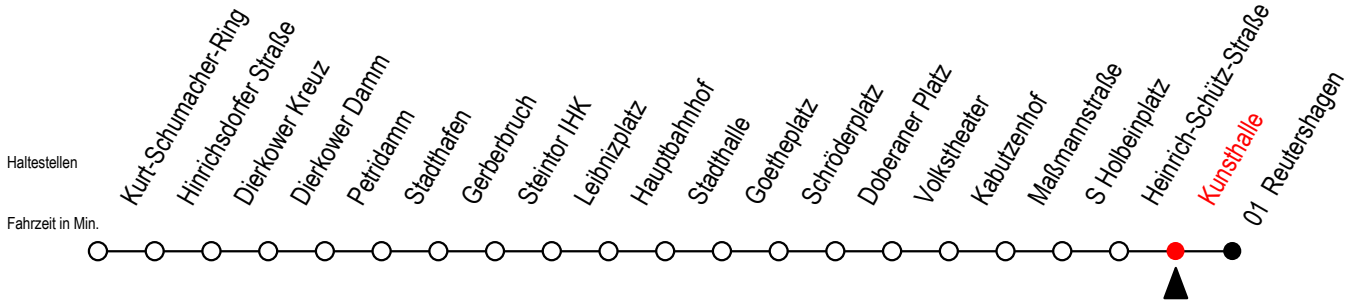 Haltestellen
Fahrzeit in Min.
Kurt-Schumacher-Ring
Hinrichsdorfer Straße
Dierkower Kreuz
Dierkower Damm
Petridamm
Stadthafen
Gerberbruch
Steintor IHK
Leibnizplatz
Hauptbahnhof
Stadthalle
Goetheplatz
Schröderplatz
Doberaner Platz
Volkstheater
Kabutzenhof
Maßmannstraße
S Holbeinplatz
Heinrich-Schütz-Straße
Kunsthalle
01 Reutershagen